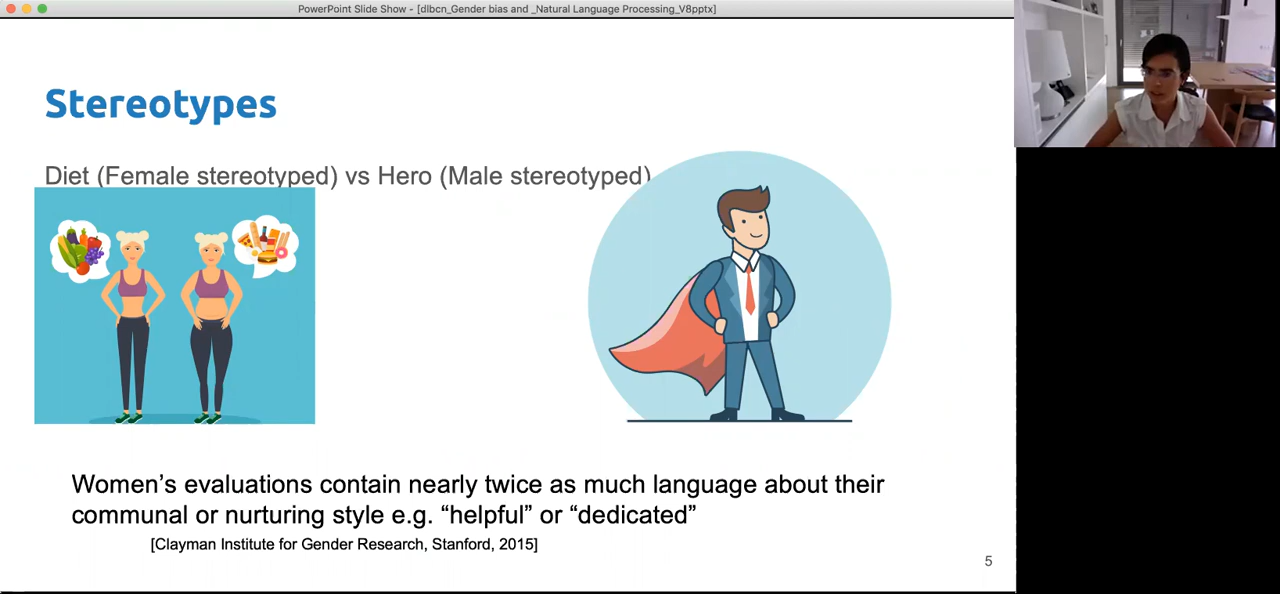 PowerPoint Slide Show - [dlbcn_Gender bias and _Natural Language Processing_V8pptx]
Stereotypes
Diet (Female stereotyped) vs Hero (Male stereotyped)
Women’s evaluations contain nearly twice as much language about their
communal or nurturing style e.g. “helpful” or “dedicated”
[Clayman Institute for Gender Research, Stanford, 2015]
5